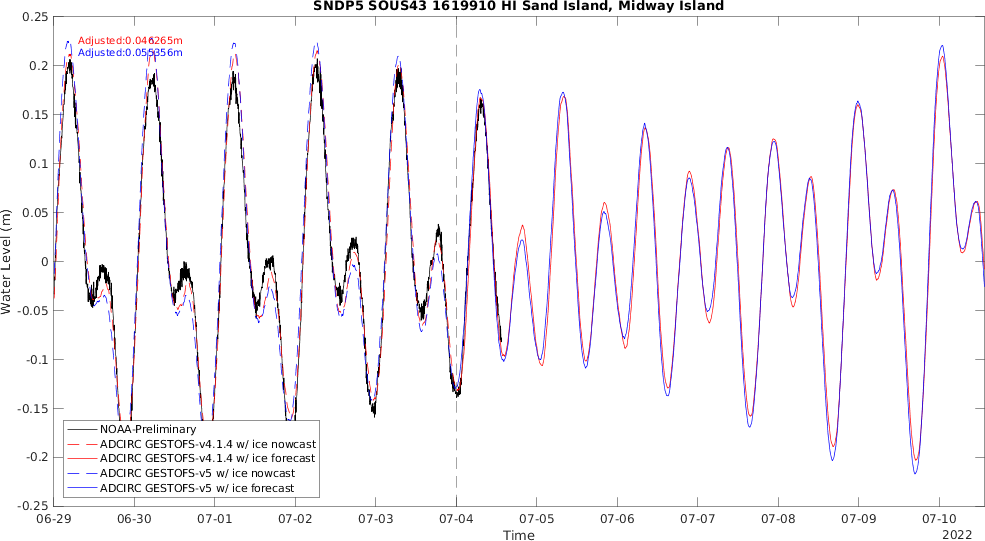 SNDP5 SOUS43 1619910 HI Sand Island, Midway Island
Water Level (m)
0.25
0.2
0.15
0.1
0.05
0
-0.05
-0.1
-0.15
-0.2
-0.25
Adjusted:0.046265m
Adjusted:0.055356m
NOAA-Preliminary
ADCIRC GESTOFS-v4.1.4 w/ ice nowcast
ADCIRC GESTOFS-v4.1.4 w/ ice forecast
ADCIRC GESTOFS-v5 w/ ice nowcast
ADCIRC GESTOFS-v5 w/ ice forecast
06-29 06-30 07-01 07-02 07-03 07-04 07-05 07-06 07-07 07-08 07-09 07-10
Time
2022